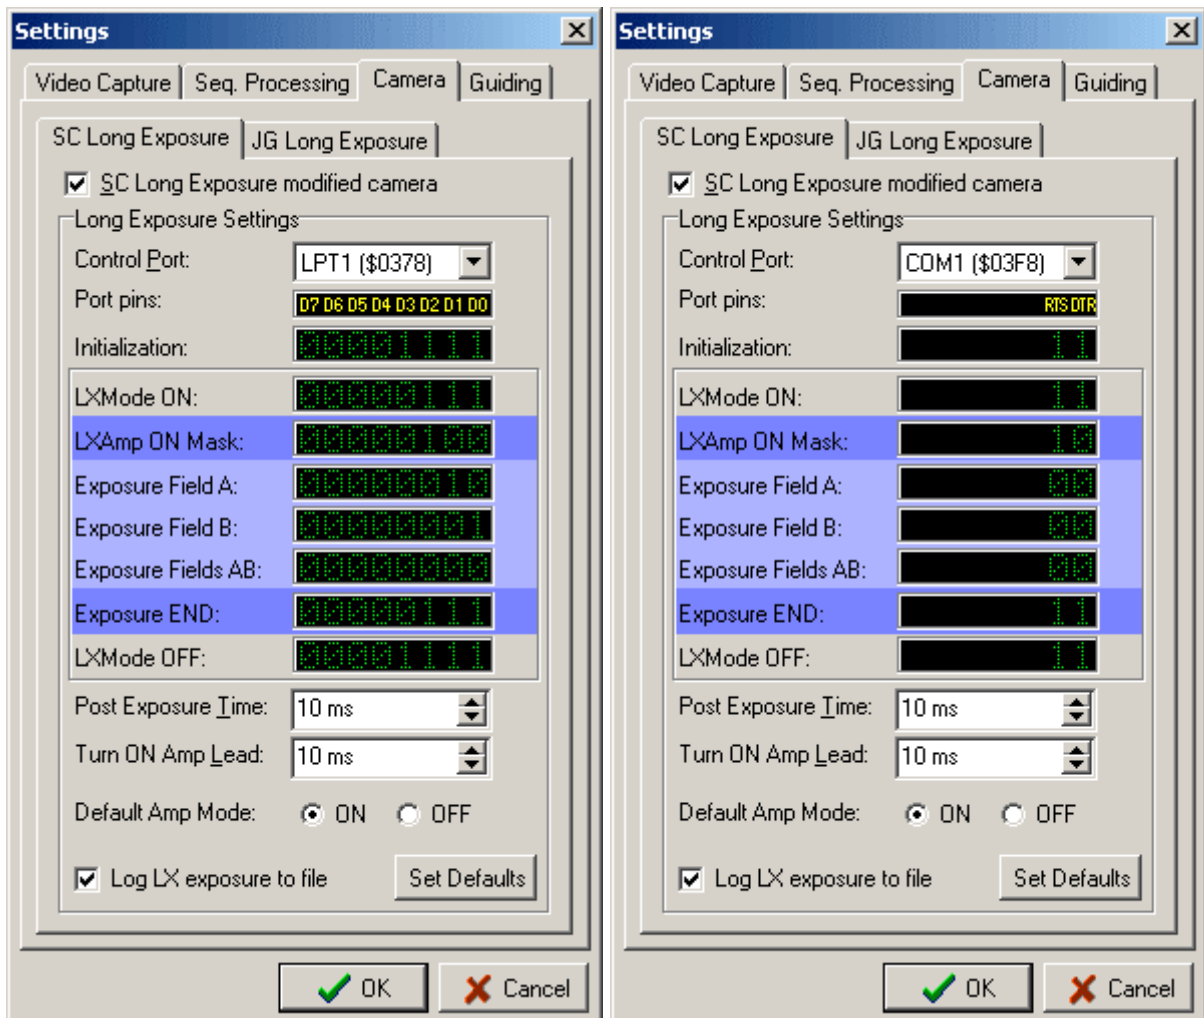 Settings
Video Capture Seq. Processing Camera Guiding
SC Long Exposure JG Long Exposure
SC Long Exposure modified camera
Long Exposure Settings
Control Port: LPT1 ($0378)
Port pins: D7 D6 D5 D4 D3 D2 D1 D0
Initialization: 00001111
LXMode ON: 00000111
LXAmp ON Mask: 00000100
Exposure Field A: 00000010
Exposure Field B: 00000001
Exposure Fields AB: 00000000
Exposure END: 00000111
LXMode OFF: 00001111
Post Exposure Time: 10 ms
Turn ON Amp Lead: 10 ms
Default Amp Mode: ON OFF
Log LX exposure to file Set Defaults
OK Cancel
Settings
Video Capture Seq. Processing Camera Guiding
SC Long Exposure JG Long Exposure
SC Long Exposure modified camera
Long Exposure Settings
Control Port: COM1 ($03F8)
Port pins: RTS DTR
Initialization: 11
LXMode ON: 11
LXAmp ON Mask: 10
Exposure Field A: 00
Exposure Field B: 00
Exposure Fields AB: 00
Exposure END: 11
LXMode OFF: 11
Post Exposure Time: 10 ms
Turn ON Amp Lead: 10 ms
Default Amp Mode: ON OFF
Log LX exposure to file Set Defaults
OK Cancel